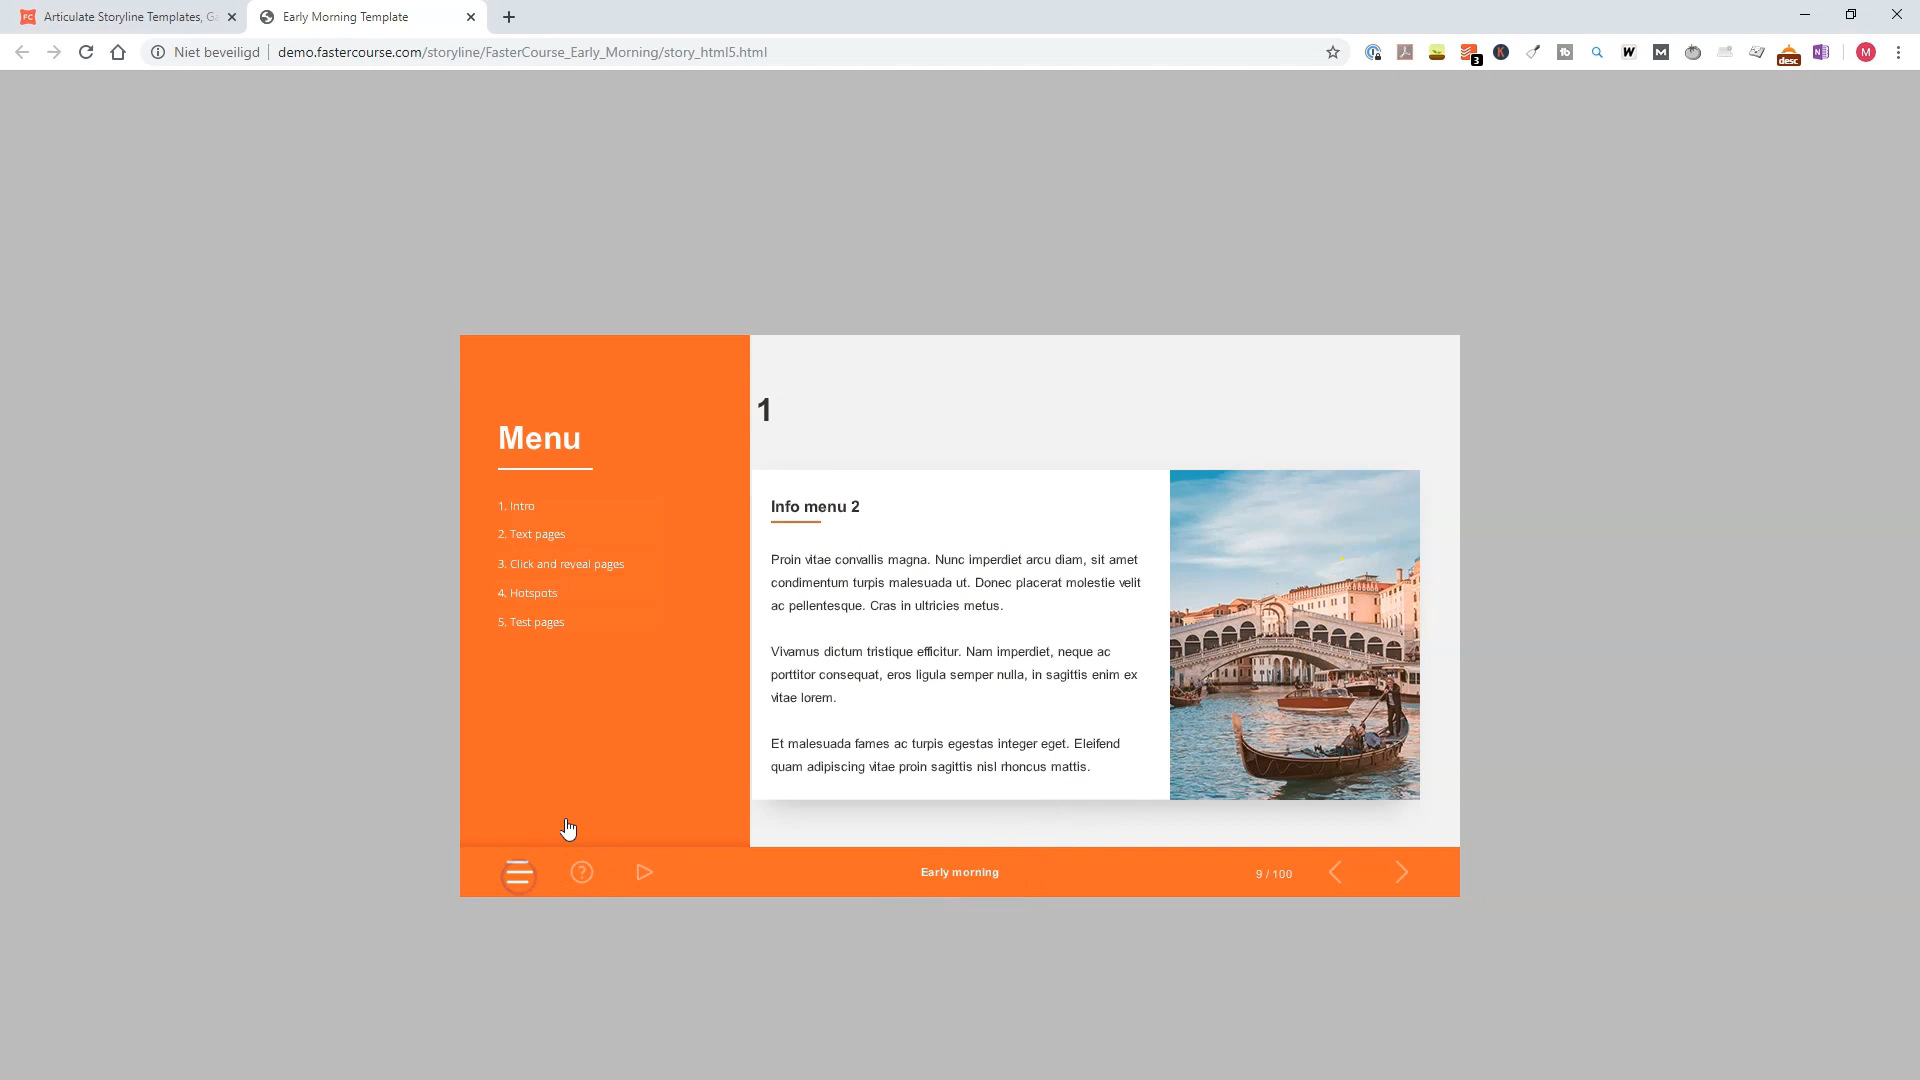 Articulate Storyline Templates, Ga
Early Morning Template
Niet beveiligd
demo.fastercourse.com/storyline/FasterCourse_Early_Morning/story_html5.html
3
desc
M
Menu
1. Intro
2. Text pages
3. Click and reveal pages
4. Hotspots
5. Test pages
1
Info menu 2
Proin vitae convallis magna. Nunc imperdiet arcu diam, sit amet
condimentum turpis malesuada ut. Donec placerat molestie velit
ac pellentesque. Cras in ultricies metus.
Vivamus dictum tristique efficitur. Nam imperdiet, neque ac
porttitor consequat, eros ligula semper nulla, in sagittis enim ex
vitae lorem.
Et malesuada fames ac turpis egestas integer eget. Eleifend
quam adipiscing vitae proin sagittis nisl rhoncus mattis.
Early morning
9 / 100